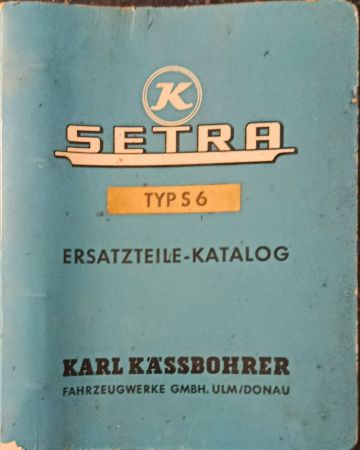 K
SETRA
TYP S 6
ERSATZTEILE-KATALOG
KARL KÄSSBOHRER
FAHRZEUGWERKE GMBH. ULM/DONAU